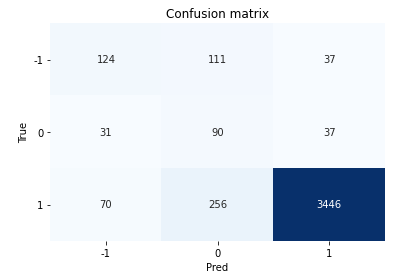 Confusion matrix
-1 124 111 37
0 31 90 37
1 70 256 3446
-1 0 1
True
Pred